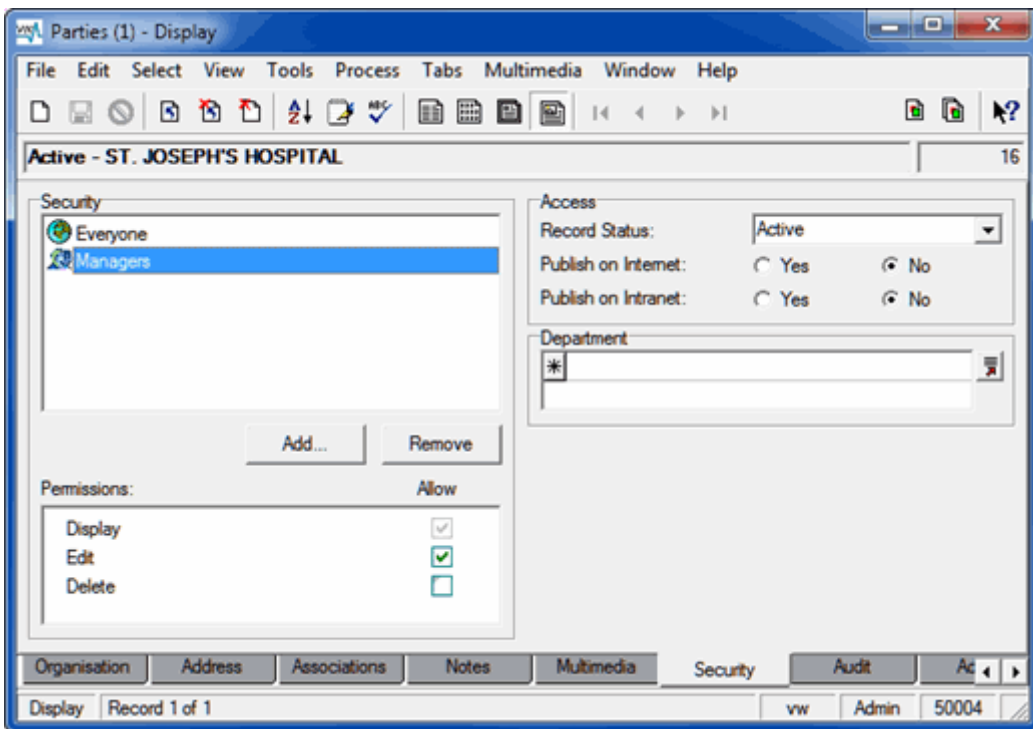 Parties (1) - Display
File Edit Select View Tools Process Tabs Multimedia Window Help
Active - ST. JOSEPH'S HOSPITAL 16
Security
Everyone
Managers
Add... Remove
Permissions: Allow
Display
Edit
Delete
Access
Record Status: Active
Publish on Internet: Yes No
Publish on Intranet: Yes No
Department
Organisation Address Associations Notes Multimedia Security Audit
Display Record 1 of 1 vw Admin 50004